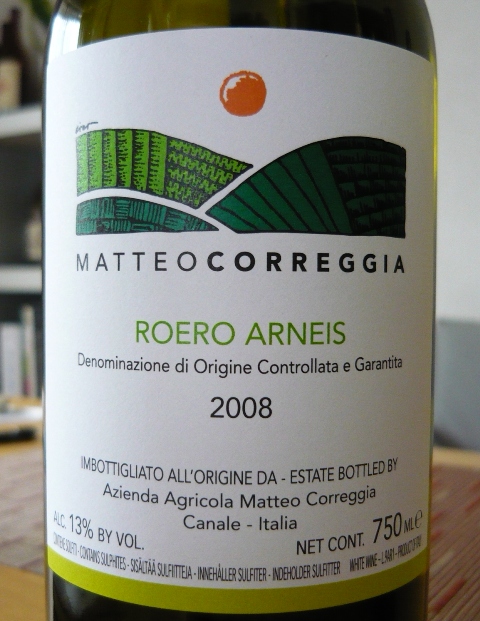 MATTEOCORREGGIA
ROERO ARNEIS
Denominazione di Origine Controllata e Garantita
2008
IMBOTTIGLIATO ALL'ORIGINE DA - ESTATE BOTTLED BY
Azienda Agricola Matteo Correggia
Canale - Italia
ALC. 13% BY VOL.
NET CONT. 750 ML e
CONTIENE SOLFITI - CONTAINS SULPHITES - SISÄLTÄÄ SULFIITTEJA - INNEHÅLLER SULFITER - INDEHOLDER SULFITTER WHITE WINE - PRODUCT OF